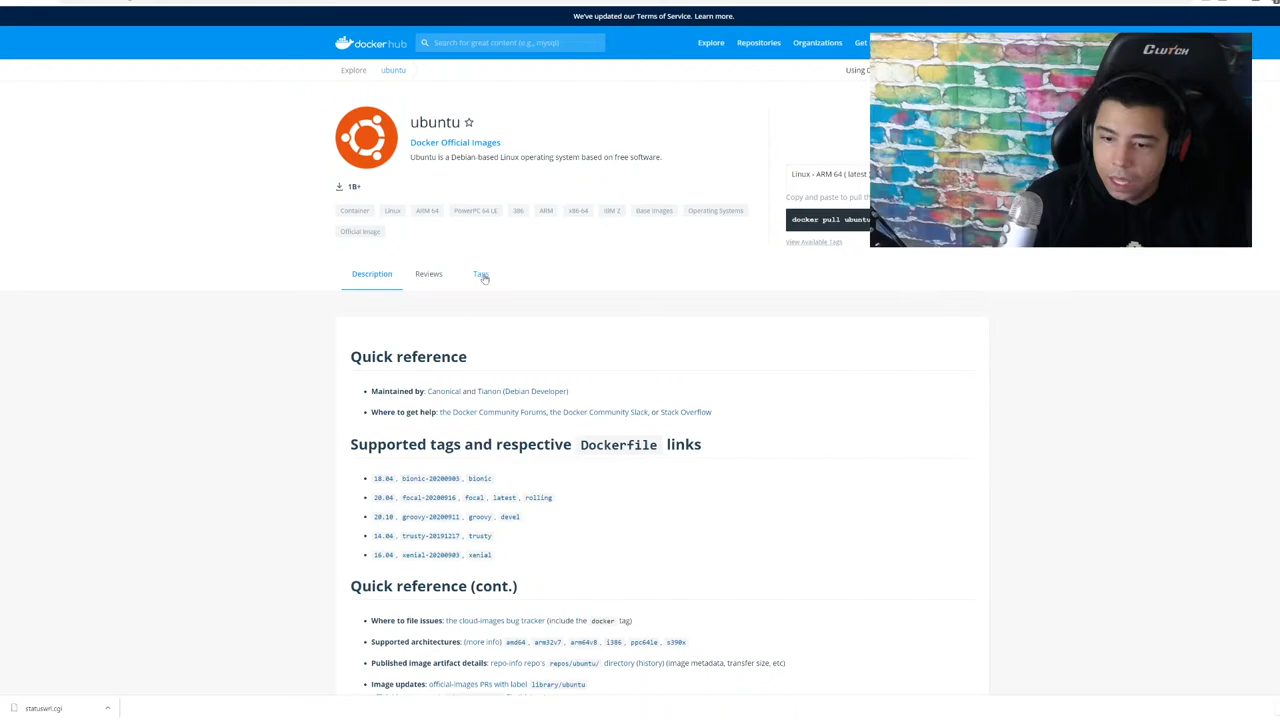 We've updated our Terms of Service. Learn more.
docker hub
Search for great content (e.g., mysql)
Explore Repositories Organizations Get
Explore ubuntu
Using
CLUTCH
ubuntu
Docker Official Images
Ubuntu is a Debian-based Linux operating system based on free software.
1B+
Linux - ARM 64 ( latest
Copy and paste to pull th
Container Linux ARM 64 PowerPC 64 LE 386 ARM x86-64 IBM Z Base Images Operating Systems
docker pull ubuntu
Official Image
View Available Tags
Description Reviews Tags
Quick reference
• Maintained by: Canonical and Tianon (Debian Developer)
• Where to get help: the Docker Community Forums, the Docker Community Slack, or Stack Overflow
Supported tags and respective Dockerfile links
• 18.04, bionic-20200903, bionic
• 20.04, focal-20200916, focal, latest, rolling
• 20.10, groovy-20200911, groovy, devel
• 14.04, trusty-20191217, trusty
• 16.04, xenial-20200903, xenial
Quick reference (cont.)
• Where to file issues: the cloud-images bug tracker (include the docker tag)
• Supported architectures: (more info) amd64, arm32v7, arm64v8, i386, ppc64le, s390x
• Published image artifact details: repo-info repo's repos/ubuntu/ directory (history) (image metadata, transfer size, etc)
• Image updates: official-images PRs with label library/ubuntu
statuswrl.cgi